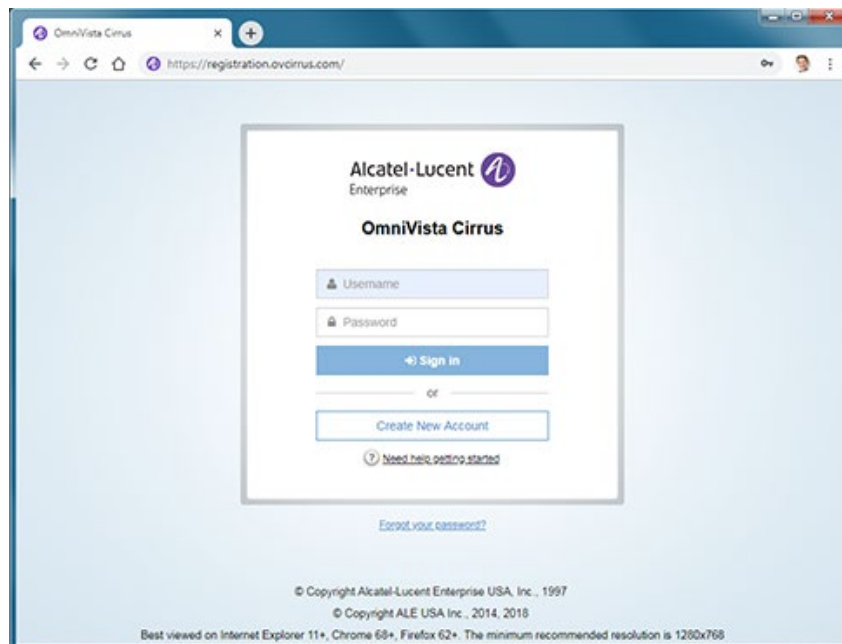 OmniVista Cirrus
https://registration.ovcirrus.com/
Alcatel·Lucent
Enterprise
OmniVista Cirrus
Username
Password
Sign in
or
Create New Account
? Need help getting started
Forgot your password?
© Copyright Alcatel-Lucent Enterprise USA, Inc., 1997
© Copyright ALE USA Inc., 2014, 2018
Best viewed on Internet Explorer 11+, Chrome 68+, Firefox 62+. The minimum recommended resolution is 1280x768